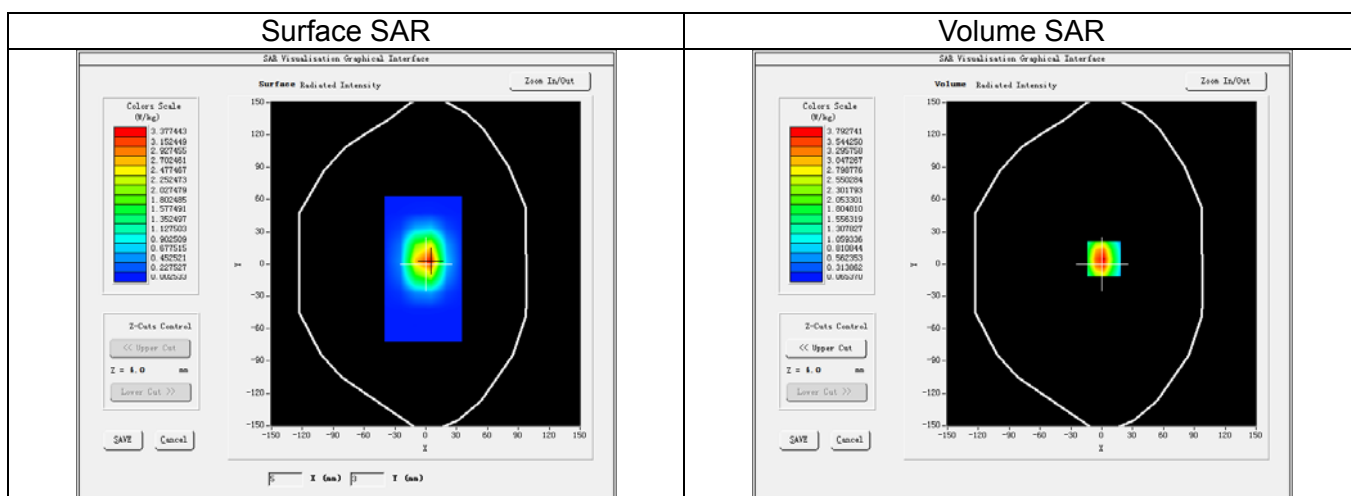 Surface SAR
SAR Visualisation Graphical Interface
Surface Radiated Intensity
Zoom In/Out
Colors Scale
(W/kg)
3.377443
3.152449
2.927455
2.702461
2.477467
2.252473
2.027479
1.802485
1.577491
1.352497
1.127503
0.902509
0.677515
0.452521
0.227527
0.002533
Z-Cuts Control
<< Upper Cut
Z = 4.0 mm
Lower Cut >>
SAVE Cancel
150
120
90
60
30
0
-30
-60
-90
-120
-150
Y
-150 -120 -90 -60 -30 0 30 60 90 120 150
X
5 X (mm) 3 Y (mm)
Volume SAR
SAR Visualisation Graphical Interface
Volume Radiated Intensity
Zoom In/Out
Colors Scale
(W/kg)
3.792741
3.544250
3.295758
3.047267
2.798776
2.550284
2.301793
2.053301
1.804810
1.556319
1.307827
1.059336
0.810844
0.562353
0.313862
0.065370
Z-Cuts Control
<< Upper Cut
Z = 4.0 mm
Lower Cut >>
SAVE Cancel
150
120
90
60
30
0
-30
-60
-90
-120
-150
Y
-150 -120 -90 -60 -30 0 30 60 90 120 150
X